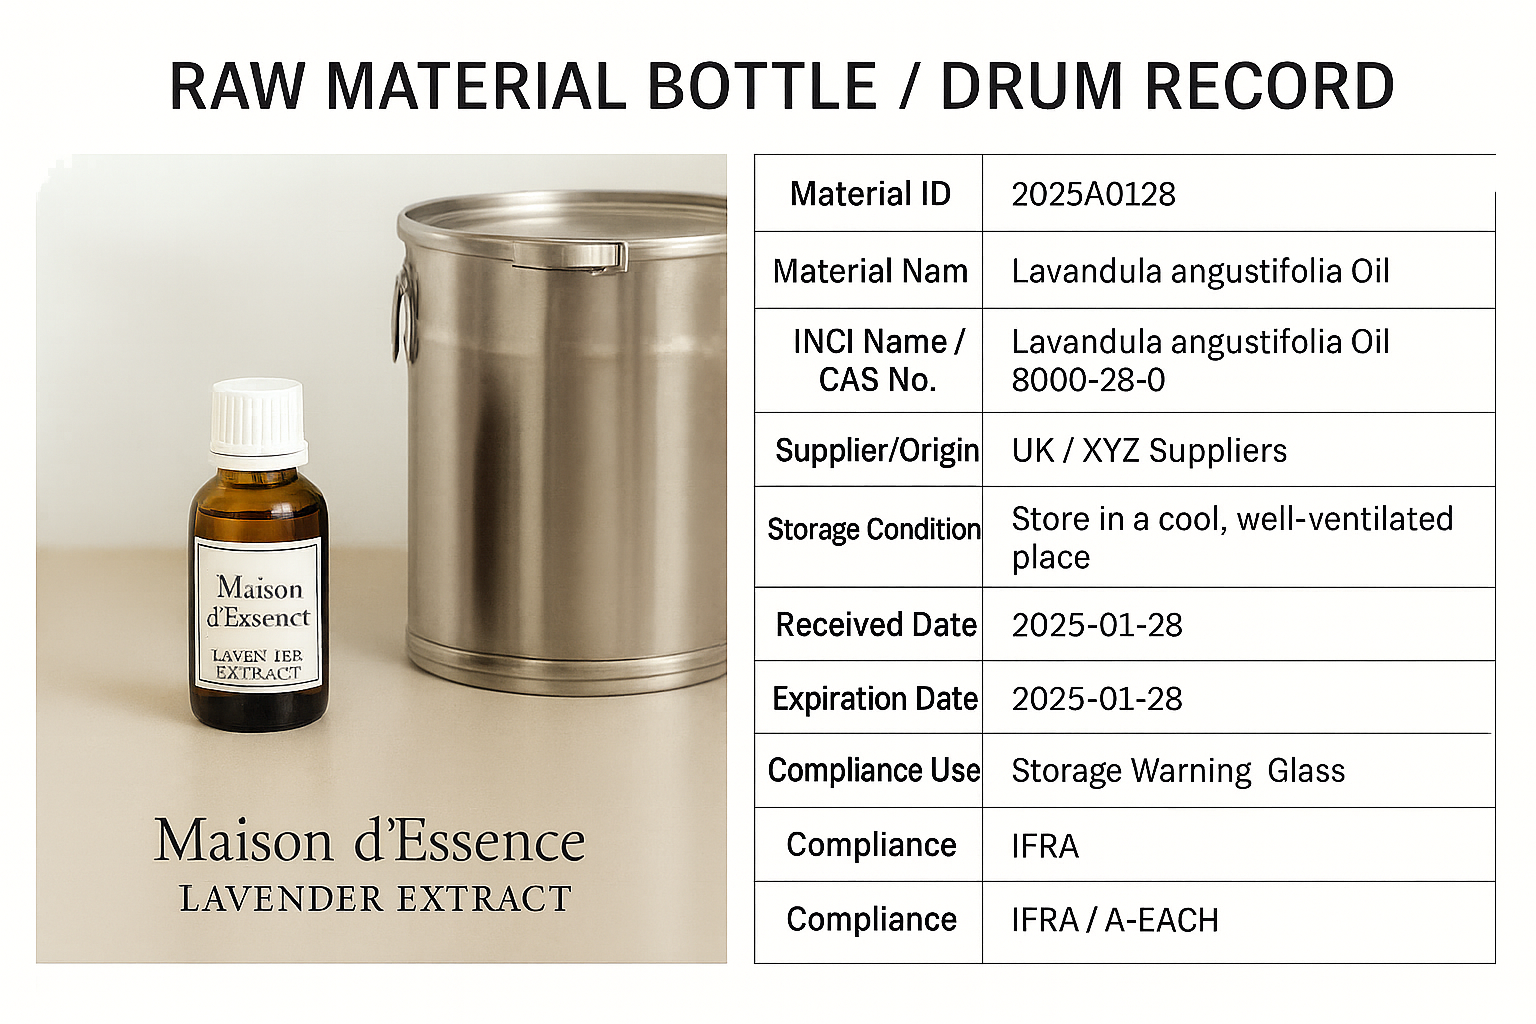 RAW MATERIAL BOTTLE / DRUM RECORD
Maison
d'Exsenct
LAVEN IER
EXTRACT
Maison d'Essence
LAVENDER EXTRACT
Material ID 2025A0128
Material Nam Lavandula angustifolia Oil
INCI Name / Lavandula angustifolia Oil
CAS No. 8000-28-0
Supplier/Origin UK / XYZ Suppliers
Storage Condition Store in a cool, well-ventilated
place
Received Date 2025-01-28
Expiration Date 2025-01-28
Compliance Use Storage Warning Glass
Compliance IFRA
Compliance IFRA / A-EACH